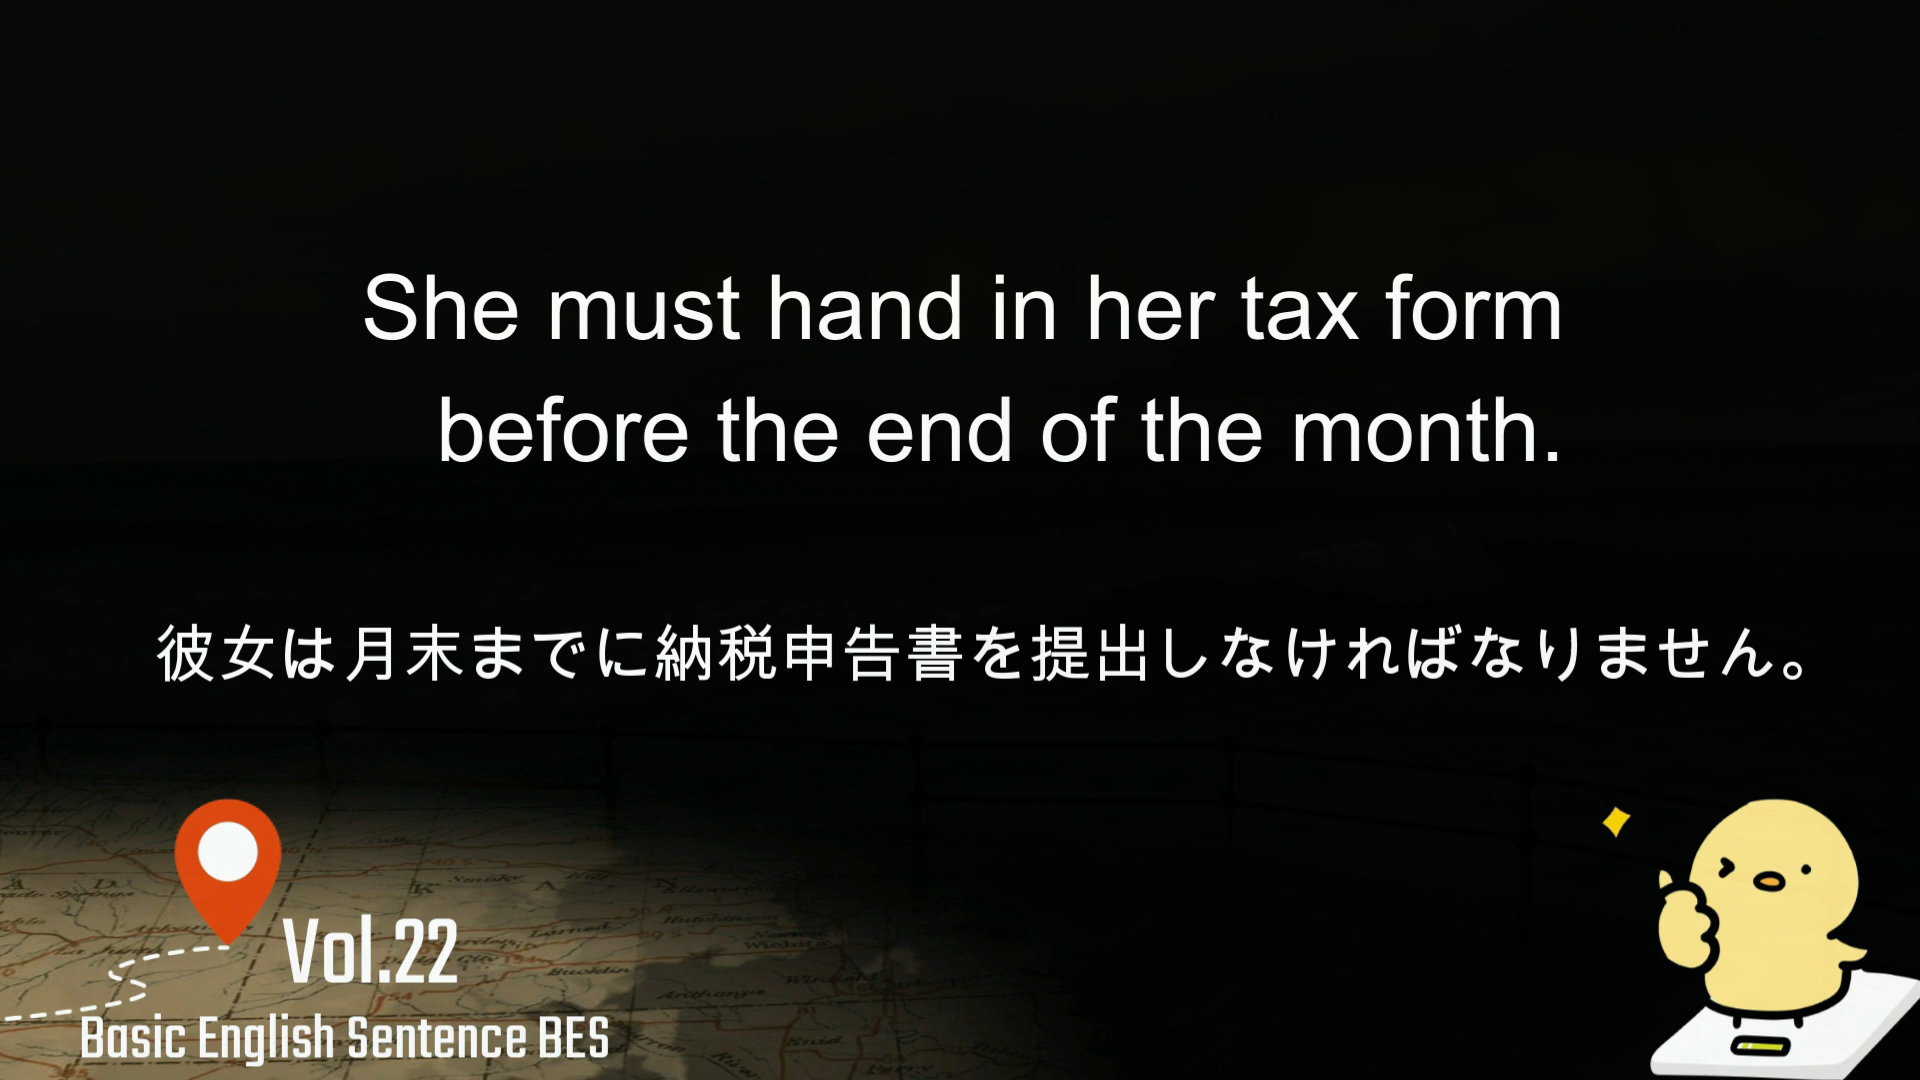 She must hand in her tax form
before the end of the month.
彼女は月末までに納税申告書を提出しなければなりません。
Vol.22
Basic English Sentence BES